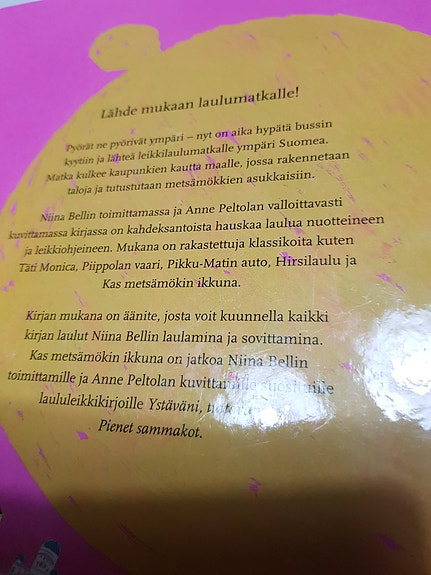 Lähde mukaan laulumatkalle!
Pyörät ne pyörivät ympäri – nyt on aika hypätä bussin
kyytiin ja lähteä leikkilaulumatkalle ympäri Suomea.
Matka kulkee kaupunkien kautta maalle, jossa rakennetaan
taloja ja tutustutaan metsämökkien asukkaisiin.
Niina Bellin toimittamassa ja Anne Peltolan valloittavasti
kuvittamassa kirjassa on kahdeksantoista hauskaa laulua nuotteineen
ja leikkiohjeineen. Mukana on rakastettuja klassikoita kuten
Täti Monica, Piippolan vaari, Pikku-Matin auto, Hirsilaulu ja
Kas metsämökin ikkuna.
Kirjan mukana on äänite, josta voit kuunnella kaikki
kirjan laulut Niina Bellin laulamina ja sovittamina.
Kas metsämökin ikkuna on jatkoa Niina Bellin
toimittamille ja Anne Peltolan kuvittamille suosituille
laululeikkikirjoille Ystäväni,
Pienet sammakot.